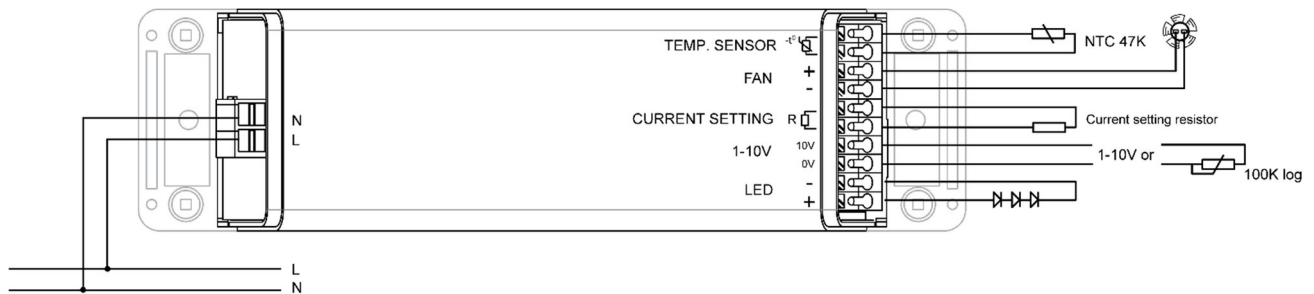 TEMP. SENSOR -t°
NTC 47K
FAN + -
CURRENT SETTING R
Current setting resistor
N
L
1-10V
10V
0V
1-10V or
100K log
LED - +
L
N